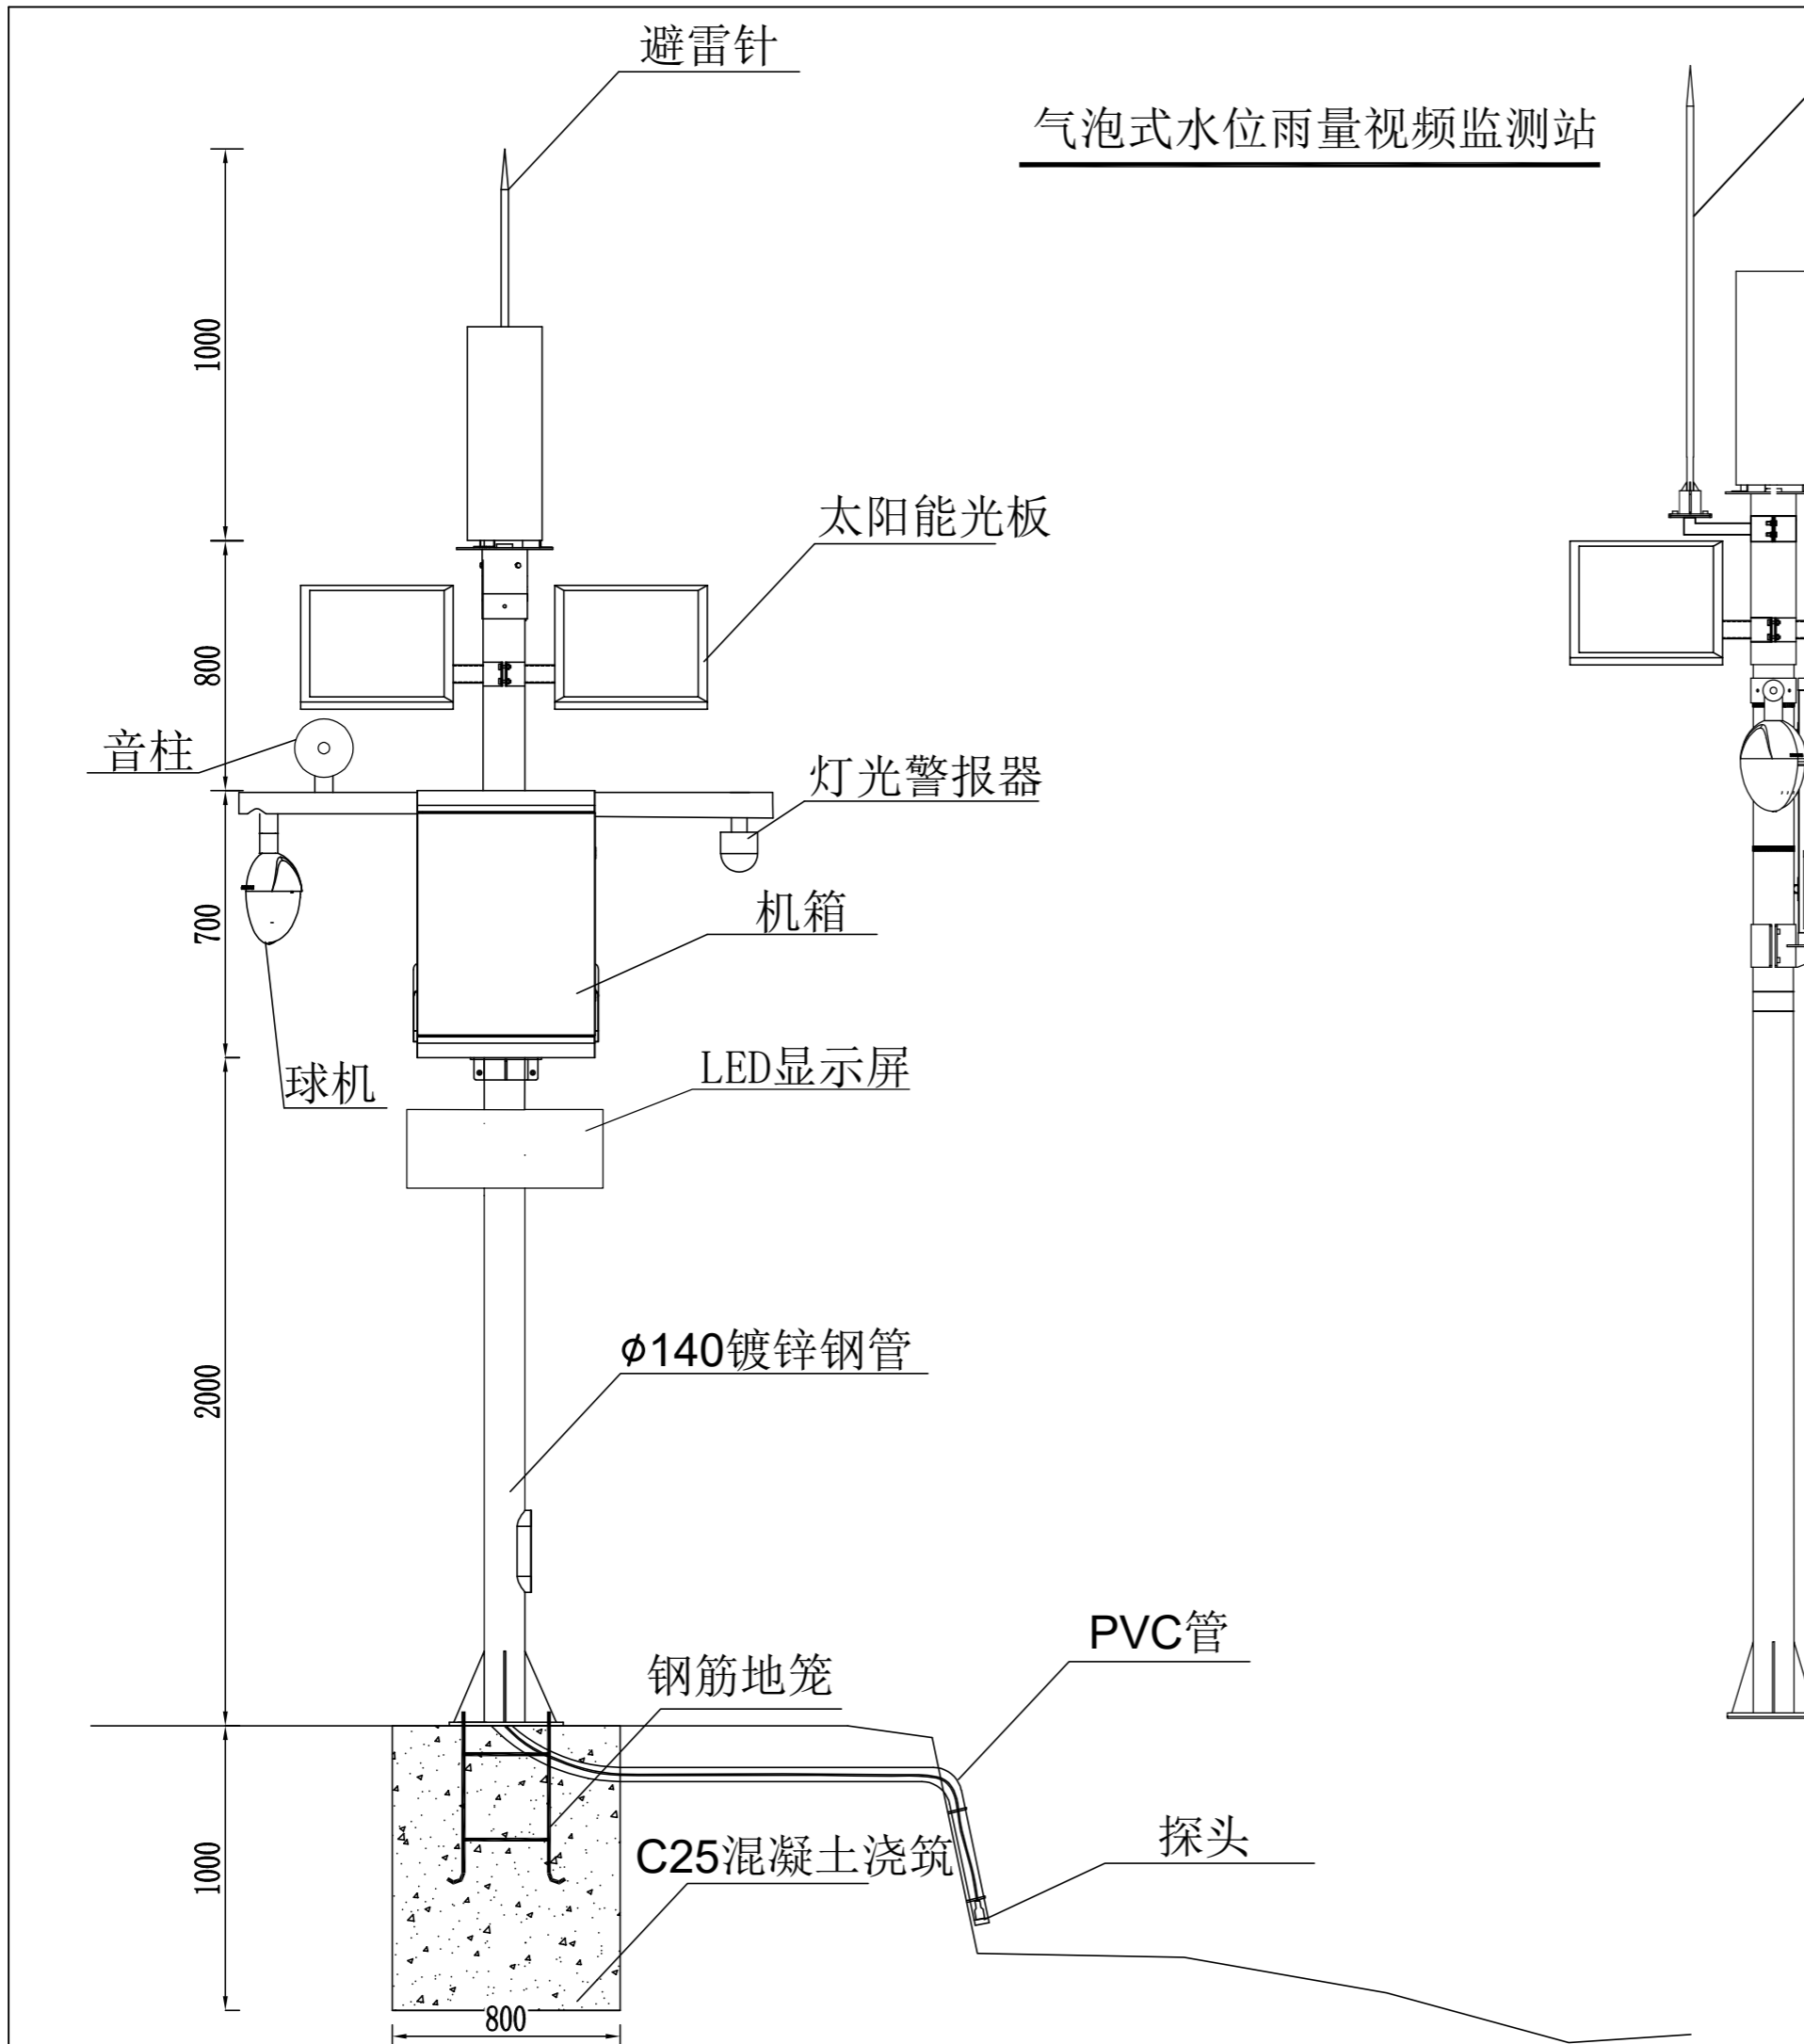 避雷针
气泡式水位雨量视频监测站
1000
太阳能光板
800
音柱
灯光警报器
700
机箱
球机
LED显示屏
2000
ϕ140镀锌钢管
PVC管
钢筋地笼
1000
C25混凝土浇筑
探头
800